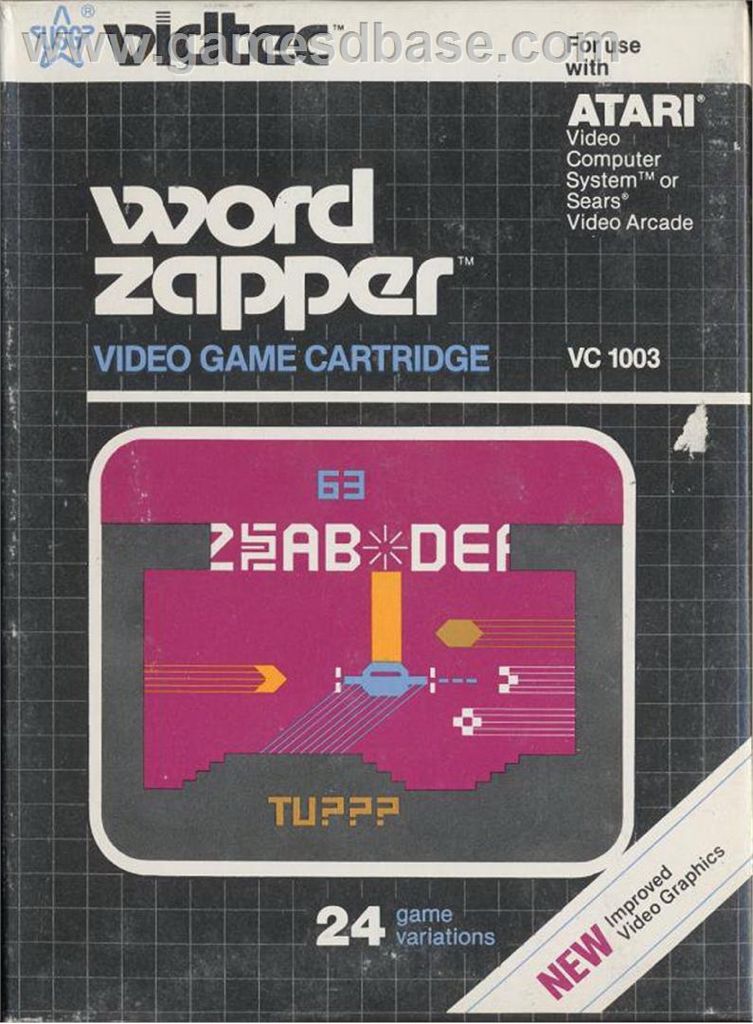 www.gamesdbase.com
vidtec™
For use
with
ATARI®
Video
Computer
System™ or
Sears®
Video Arcade
word
zapper™
VIDEO GAME CARTRIDGE
VC 1003
63
AB DEF
TU???
24 game
variations
NEW Improved
Video Graphics